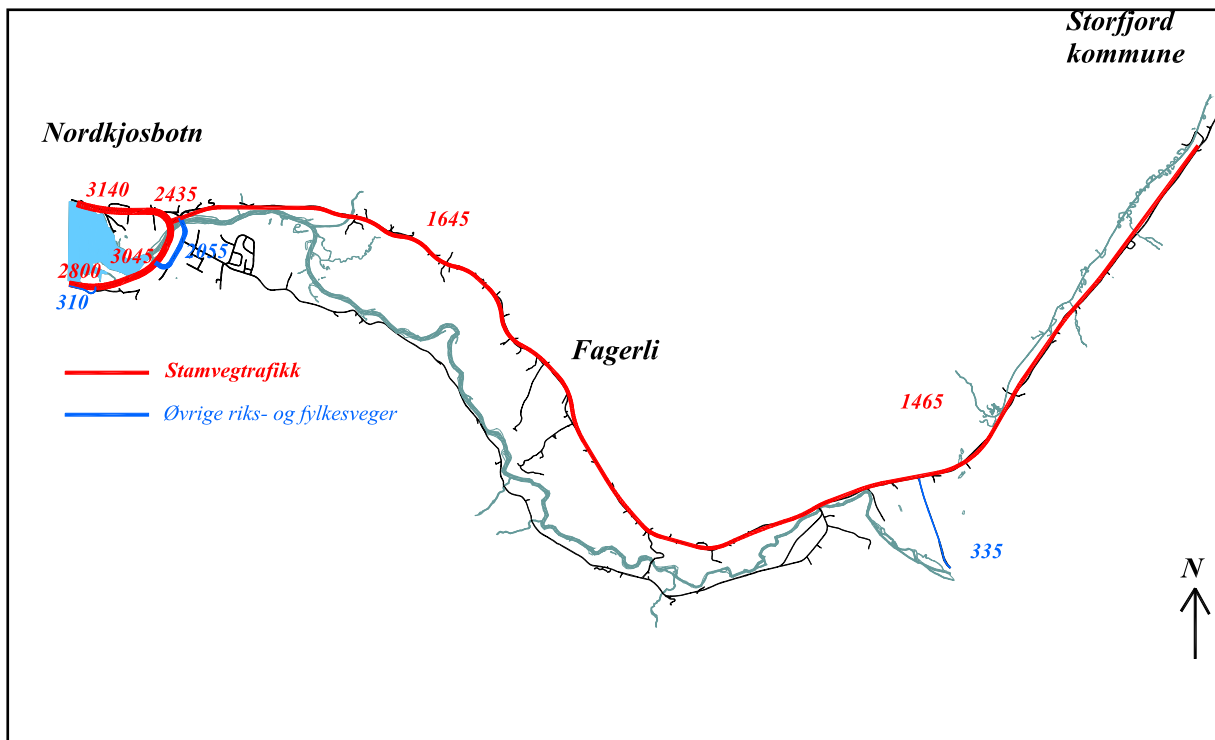 Storfjord
kommune
Nordkjosbotn
3140
2435
1645
3045
2055
2800
310
Fagerli
Stamvegtrafikk
Øvrige riks- og fylkesveger
1465
335
N